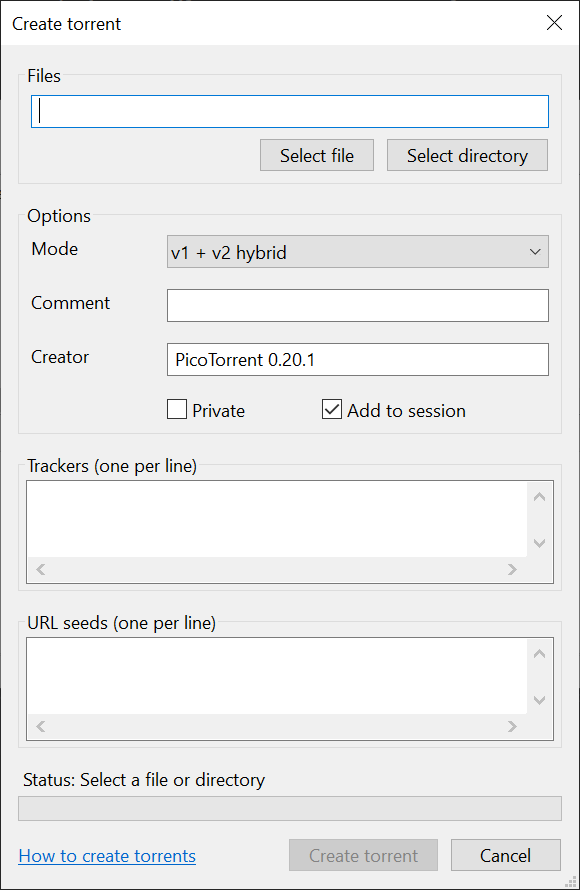 Create torrent
Files
Select file
Select directory
Options
Mode
v1 + v2 hybrid
Comment
Creator
PicoTorrent 0.20.1
Private
Add to session
Trackers (one per line)
URL seeds (one per line)
Status: Select a file or directory
How to create torrents
Create torrent
Cancel